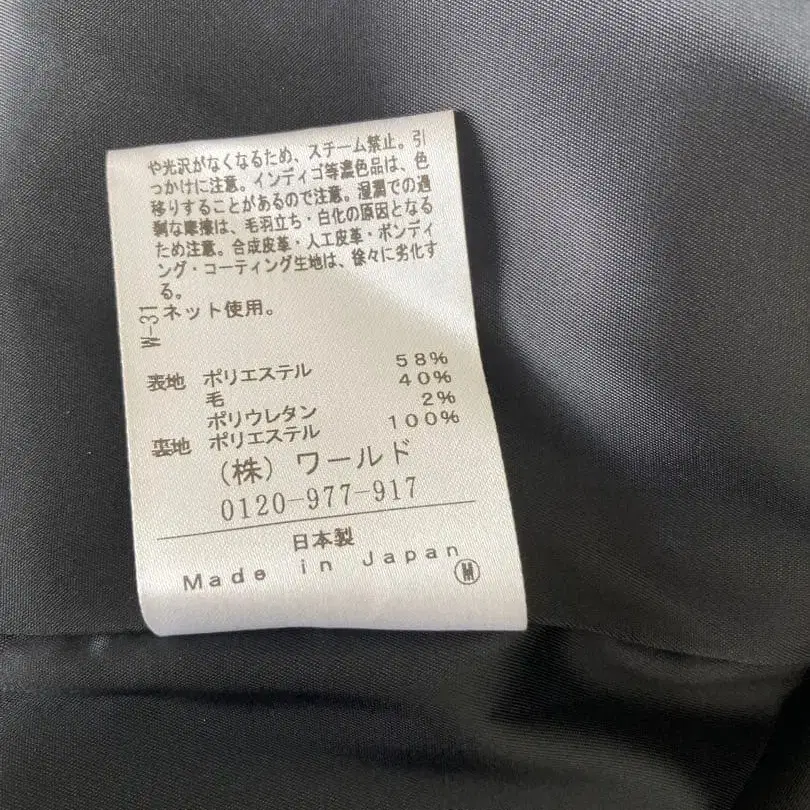 や光沢がなくなるため、スチーム禁止。引
っかけに注意。インディゴ等濃色品は、色
移りすることがあるので注意。湿潤での過
剰な摩擦は、毛羽立ち・白化の原因となる
ため注意。合成皮革・人工皮革・ボンディ
ング・コーティング生地は、徐々に劣化す
る。
W-31
ネット使用。
表地 ポリエステル 58%
毛 40%
ポリウレタン 2%
裏地 ポリエステル 100%
(株) ワールド
0120-977-917
日本製
Made in Japan
M